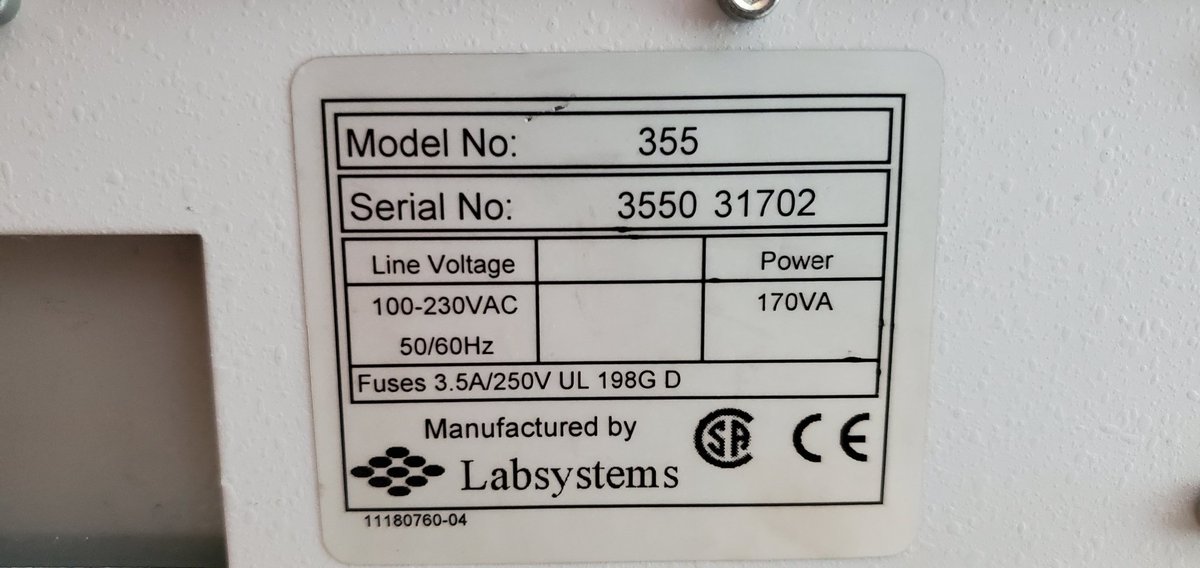 Model No: 355
Serial No: 3550 31702
Line Voltage Power
100-230VAC 170VA
50/60Hz
Fuses 3.5A/250V UL 198G D
Manufactured by
SA CE
Labsystems
11180760-04